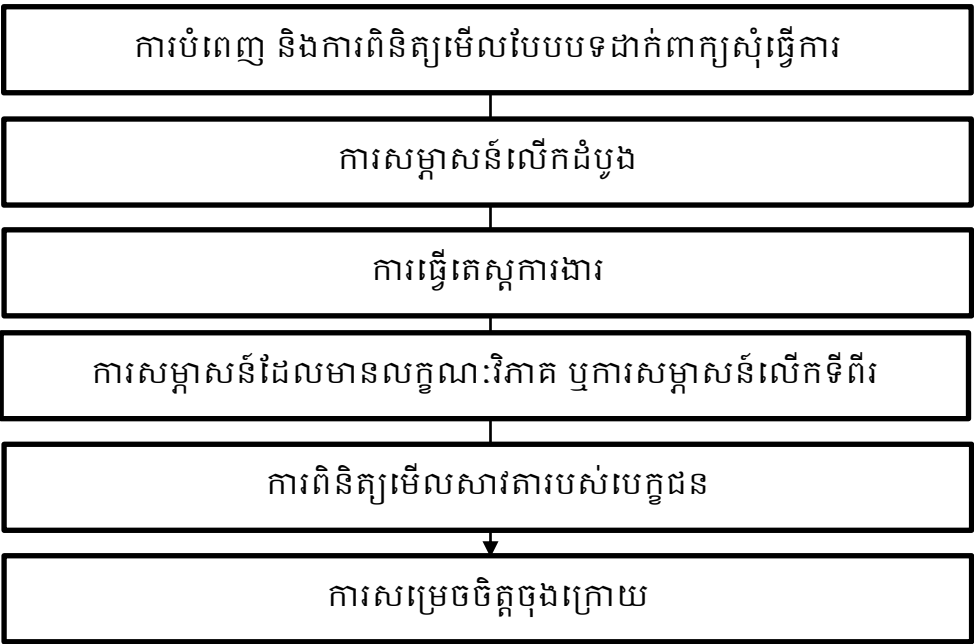 ការបំពេញ និងការពិនិត្យមើលបែបបទដាក់ពាក្យសុំធ្វើការ
ការសម្ភាសន៍លើកដំបូង
ការធ្វើតេស្តការងារ
ការសម្ភាសន៍ដែលមានលក្ខណៈវិភាគ ឬការសម្ភាសន៍លើកទីពីរ
ការពិនិត្យមើលសាវតារបស់បេក្ខជន
ការសម្រេចចិត្តចុងក្រោយ